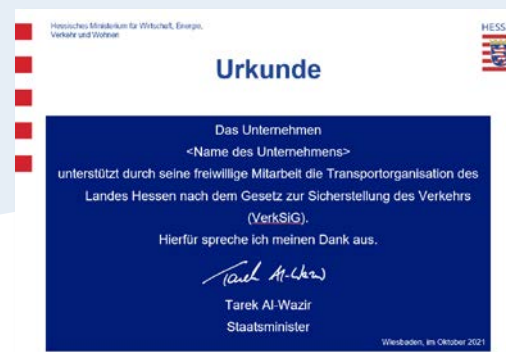 Hessisches Ministerium für Wirtschaft, Energie,
Verkehr und Wohnen
HESS
Urkunde
Das Unternehmen
<Name des Unternehmens>
unterstützt durch seine freiwillige Mitarbeit die Transportorganisation des
Landes Hessen nach dem Gesetz zur Sicherstellung des Verkehrs
(VerkSiG).
Hierfür spreche ich meinen Dank aus.
Tarek Al-Wazir
Tarek Al-Wazir
Staatsminister
Wiesbaden, im Oktober 2021